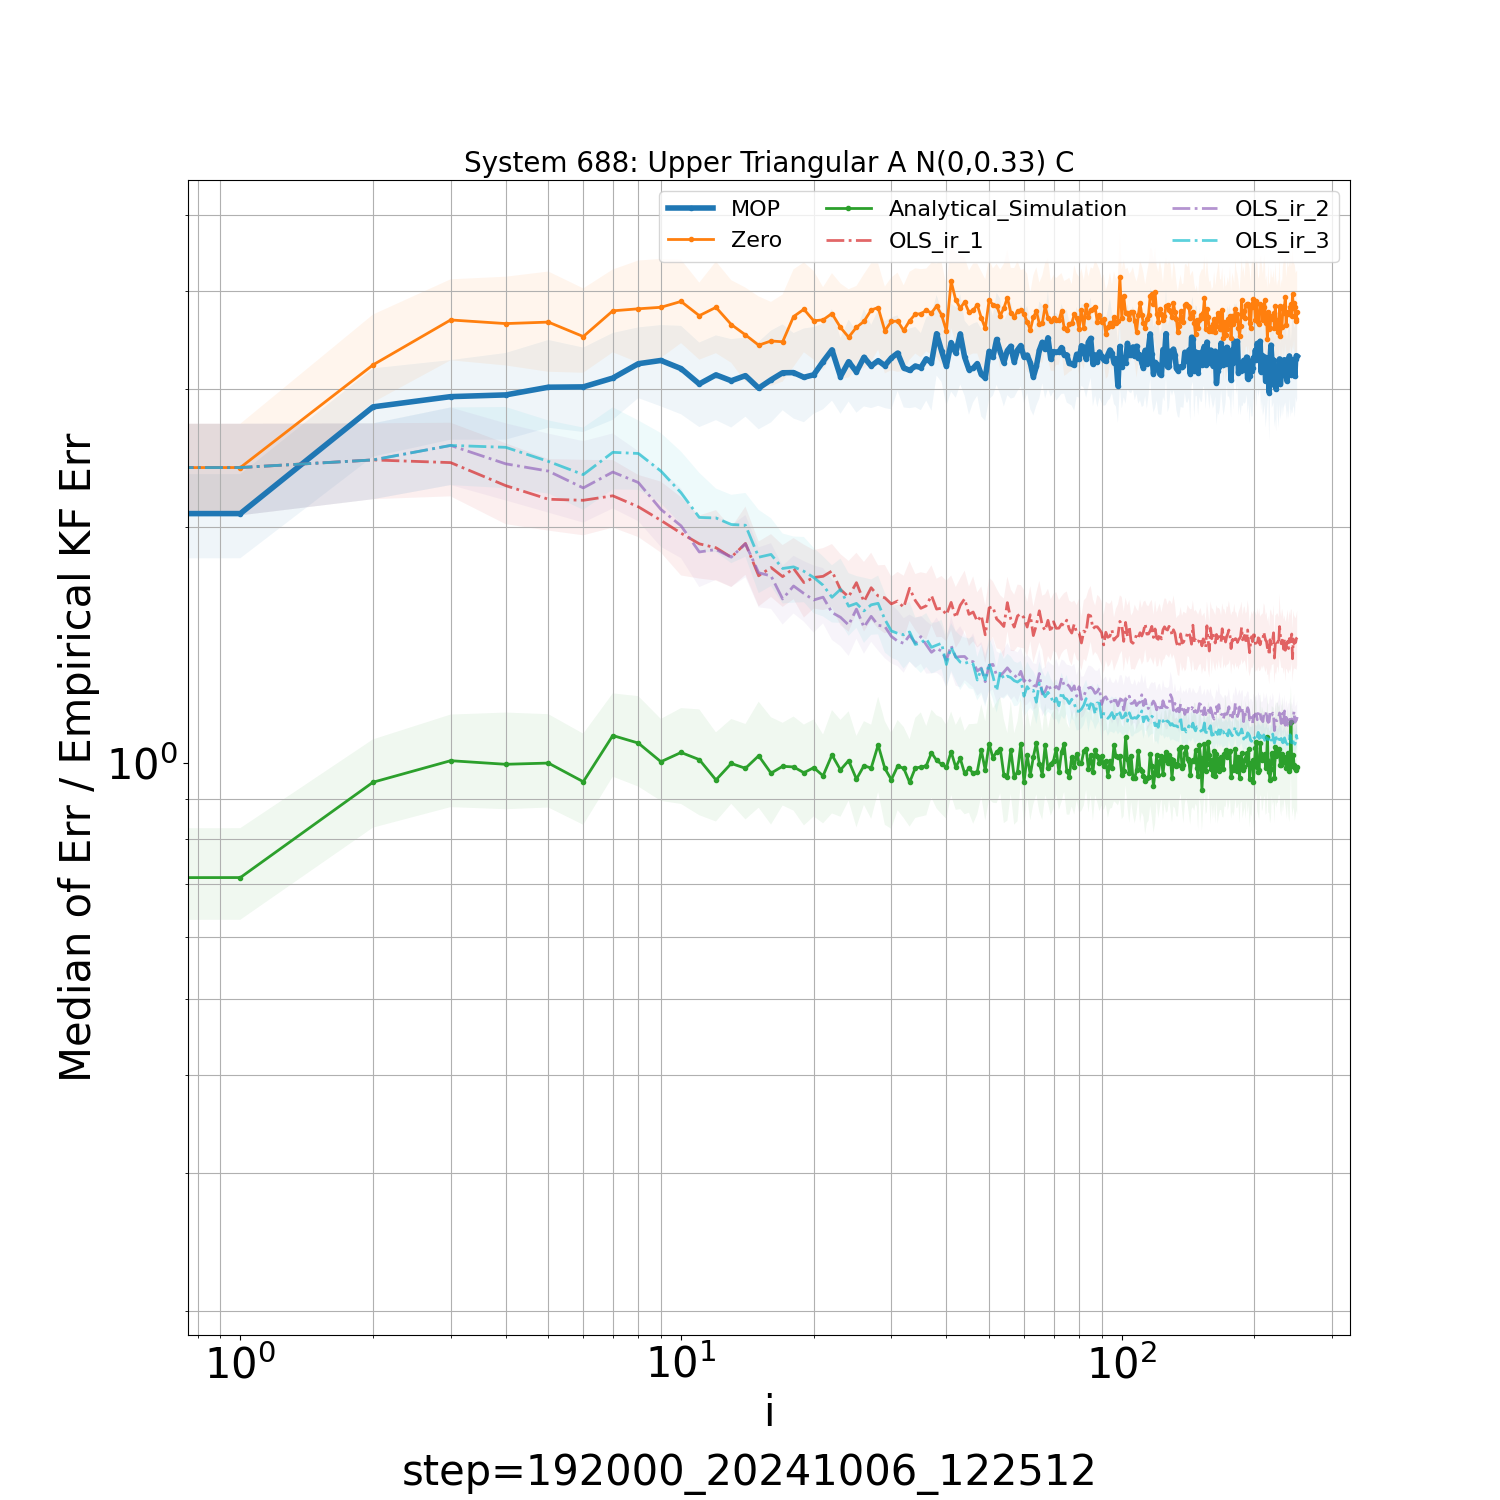 System 688: Upper Triangular A N(0,0.33) C
MOP
Zero
Analytical_Simulation
OLS_ir_1
OLS_ir_2
OLS_ir_3
Median of Err / Empirical KF Err
10⁰
10⁰ 10¹ 10²
i
step=192000_20241006_122512